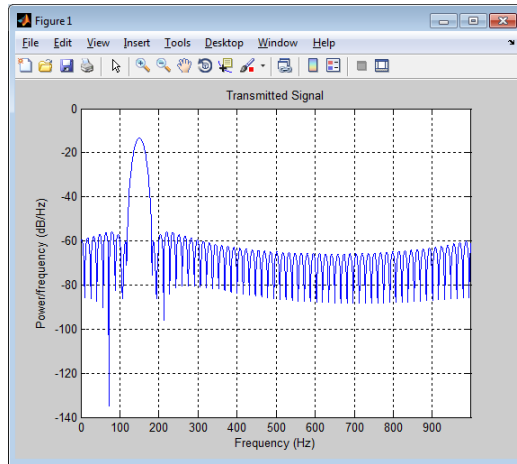 Figure 1
File Edit View Insert Tools Desktop Window Help
Transmitted Signal
0
-20
-40
-60
-80
-100
-120
-140
Power/frequency (dB/Hz)
0 100 200 300 400 500 600 700 800 900
Frequency (Hz)